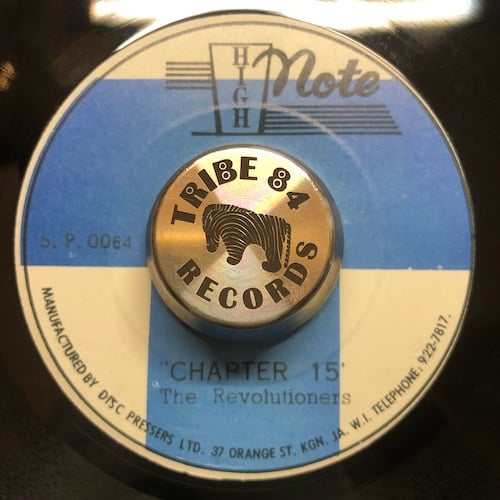 HIGH Note
TRIBE 84
RECORDS
S. P. 0064
"CHAPTER 15'
The Revolutioners
MANUFACTURED BY DISC PRESSERS LTD. 37 ORANGE ST. KGN. JA. W.I. TELEPHONE: 922-7817.